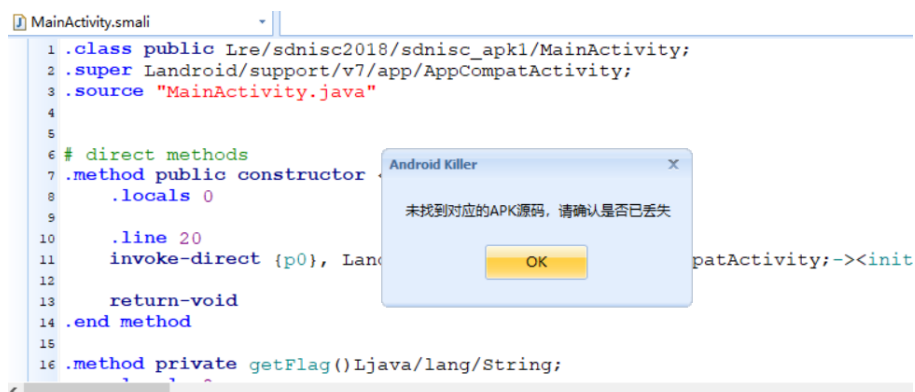 MainActivity.smali
1 .class public Lre/sdnisc2018/sdnisc_apk1/MainActivity;
2 .super Landroid/support/v7/app/AppCompatActivity;
3 .source "MainActivity.java"
4
5
6 # direct methods
7 .method public constructor
8 .locals 0
9
10 .line 20
11 invoke-direct {p0}, patActivity;-><init
12
13 return-void
14 .end method
15
16 .method private getFlag()Ljava/lang/String;
Android Killer
未找到对应的APK源码，请确认是否已丢失
OK